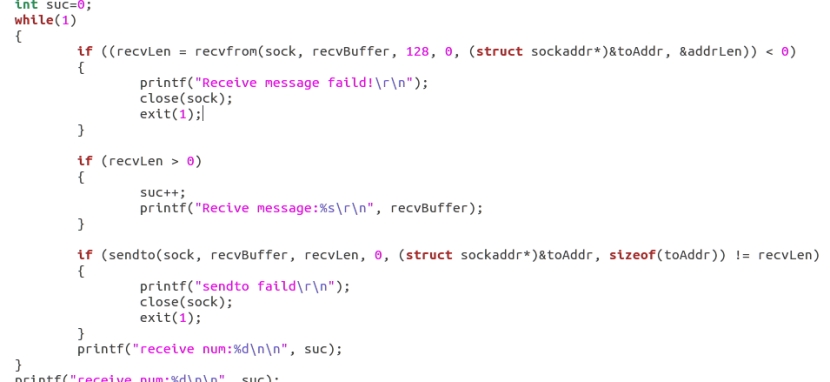 int suc=0;
while(1)
{
if ((recvLen = recvfrom(sock, recvBuffer, 128, 0, (struct sockaddr*)&toAddr, &addrLen)) < 0)
{
printf("Receive message faild!\r\n");
close(sock);
exit(1);
}
if (recvLen > 0)
{
suc++;
printf("Recive message:%s\r\n", recvBuffer);
}
if (sendto(sock, recvBuffer, recvLen, 0, (struct sockaddr*)&toAddr, sizeof(toAddr)) != recvLen)
{
printf("sendto faild\r\n");
close(sock);
exit(1);
}
printf("receive num:%d\n\n", suc);
}
printf("receive num:%d\n\n", suc);